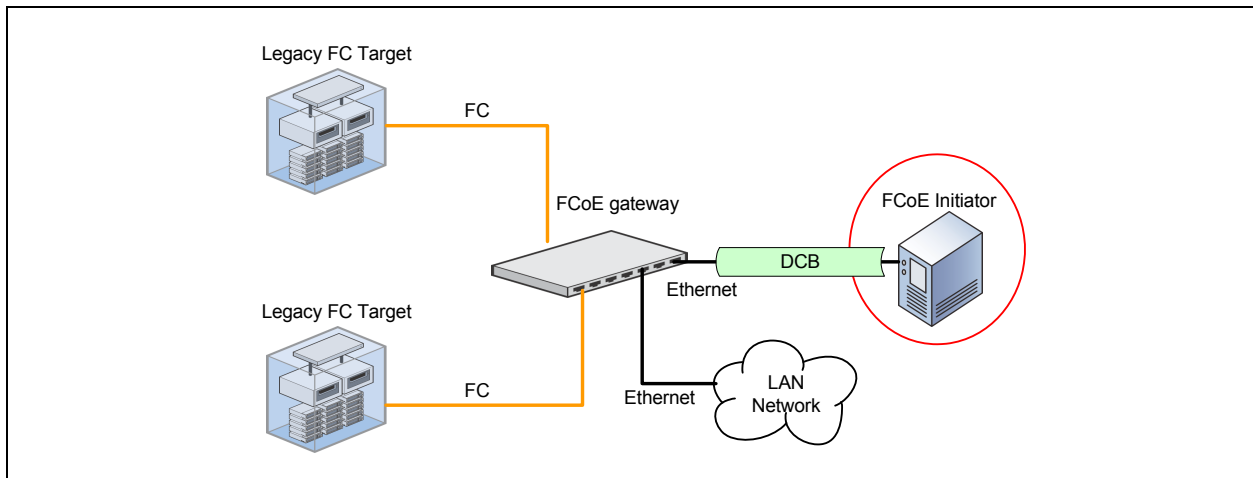 Legacy FC Target
FC
FCoE gateway
FCoE Initiator
DCB
Ethernet
Legacy FC Target
FC
Ethernet
LAN
Network